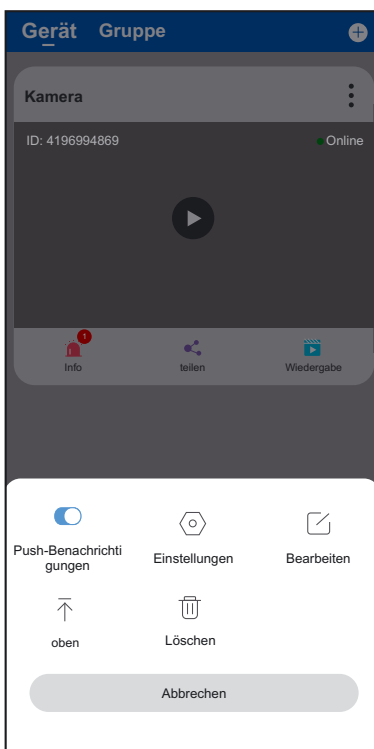 Gerät Gruppe
Kamera
ID: 4196994869
Online
1
Info
teilen
Wiedergabe
Push-Benachrichti
gungen
Einstellungen
Bearbeiten
oben
Löschen
Abbrechen